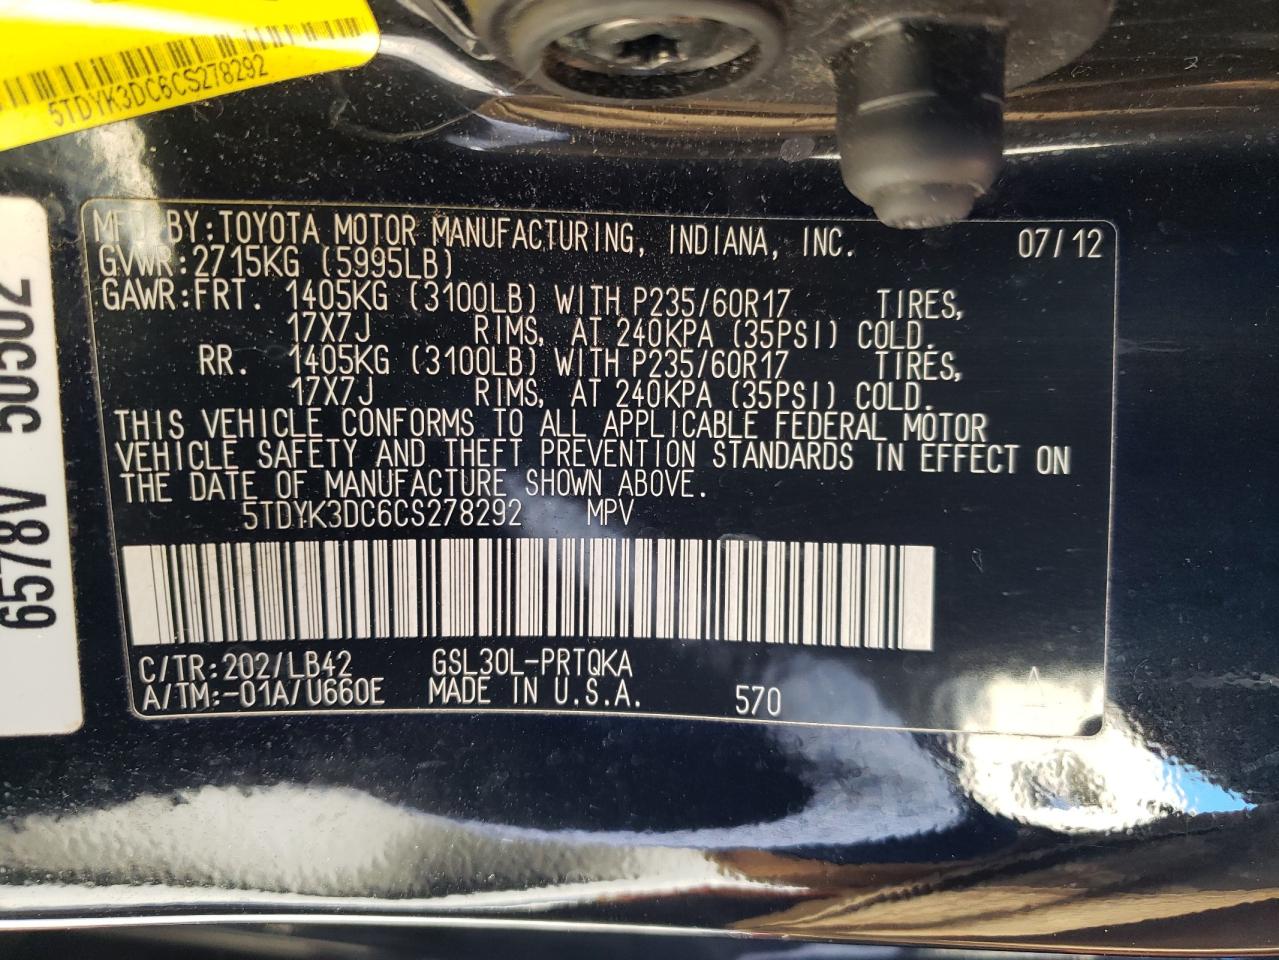 5TDYK3DC6CS278292
6578V 50502
MFD BY:TOYOTA MOTOR MANUFACTURING, INDIANA, INC. 07/12
GVWR:2715KG (5995LB)
GAWR:FRT. 1405KG (3100LB) WITH P235/60R17 TIRES,
17X7J RIMS, AT 240KPA (35PSI) COLD.
RR. 1405KG (3100LB) WITH P235/60R17 TIRES,
17X7J RIMS, AT 240KPA (35PSI) COLD.
THIS VEHICLE CONFORMS TO ALL APPLICABLE FEDERAL MOTOR
VEHICLE SAFETY AND THEFT PREVENTION STANDARDS IN EFFECT ON
THE DATE OF MANUFACTURE SHOWN ABOVE.
5TDYK3DC6CS278292 MPV
C/TR:202/LB42 GSL30L-PRTQKA
A/TM:-01A/U660E MADE IN U.S.A. 570